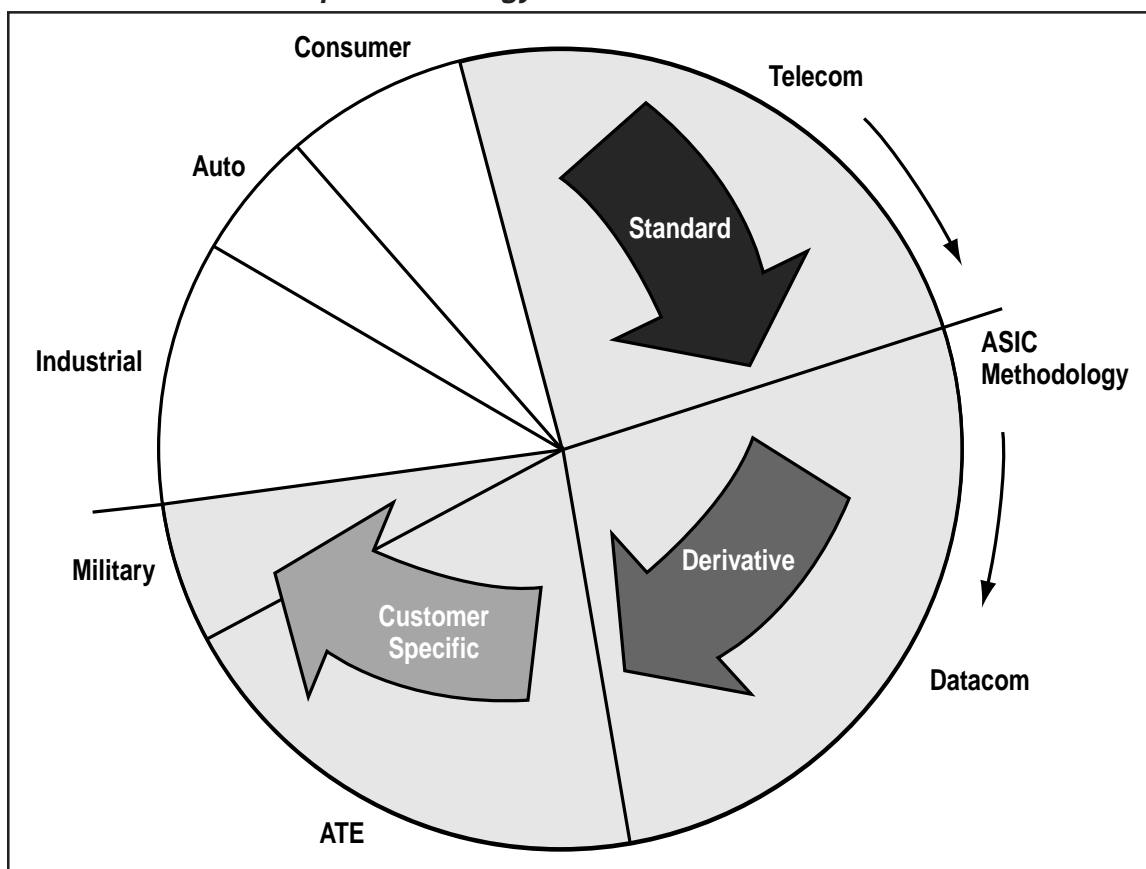 Consumer
Telecom
Auto
Standard
Industrial
ASIC
Methodology
Military
Derivative
Customer
Specific
Datacom
ATE